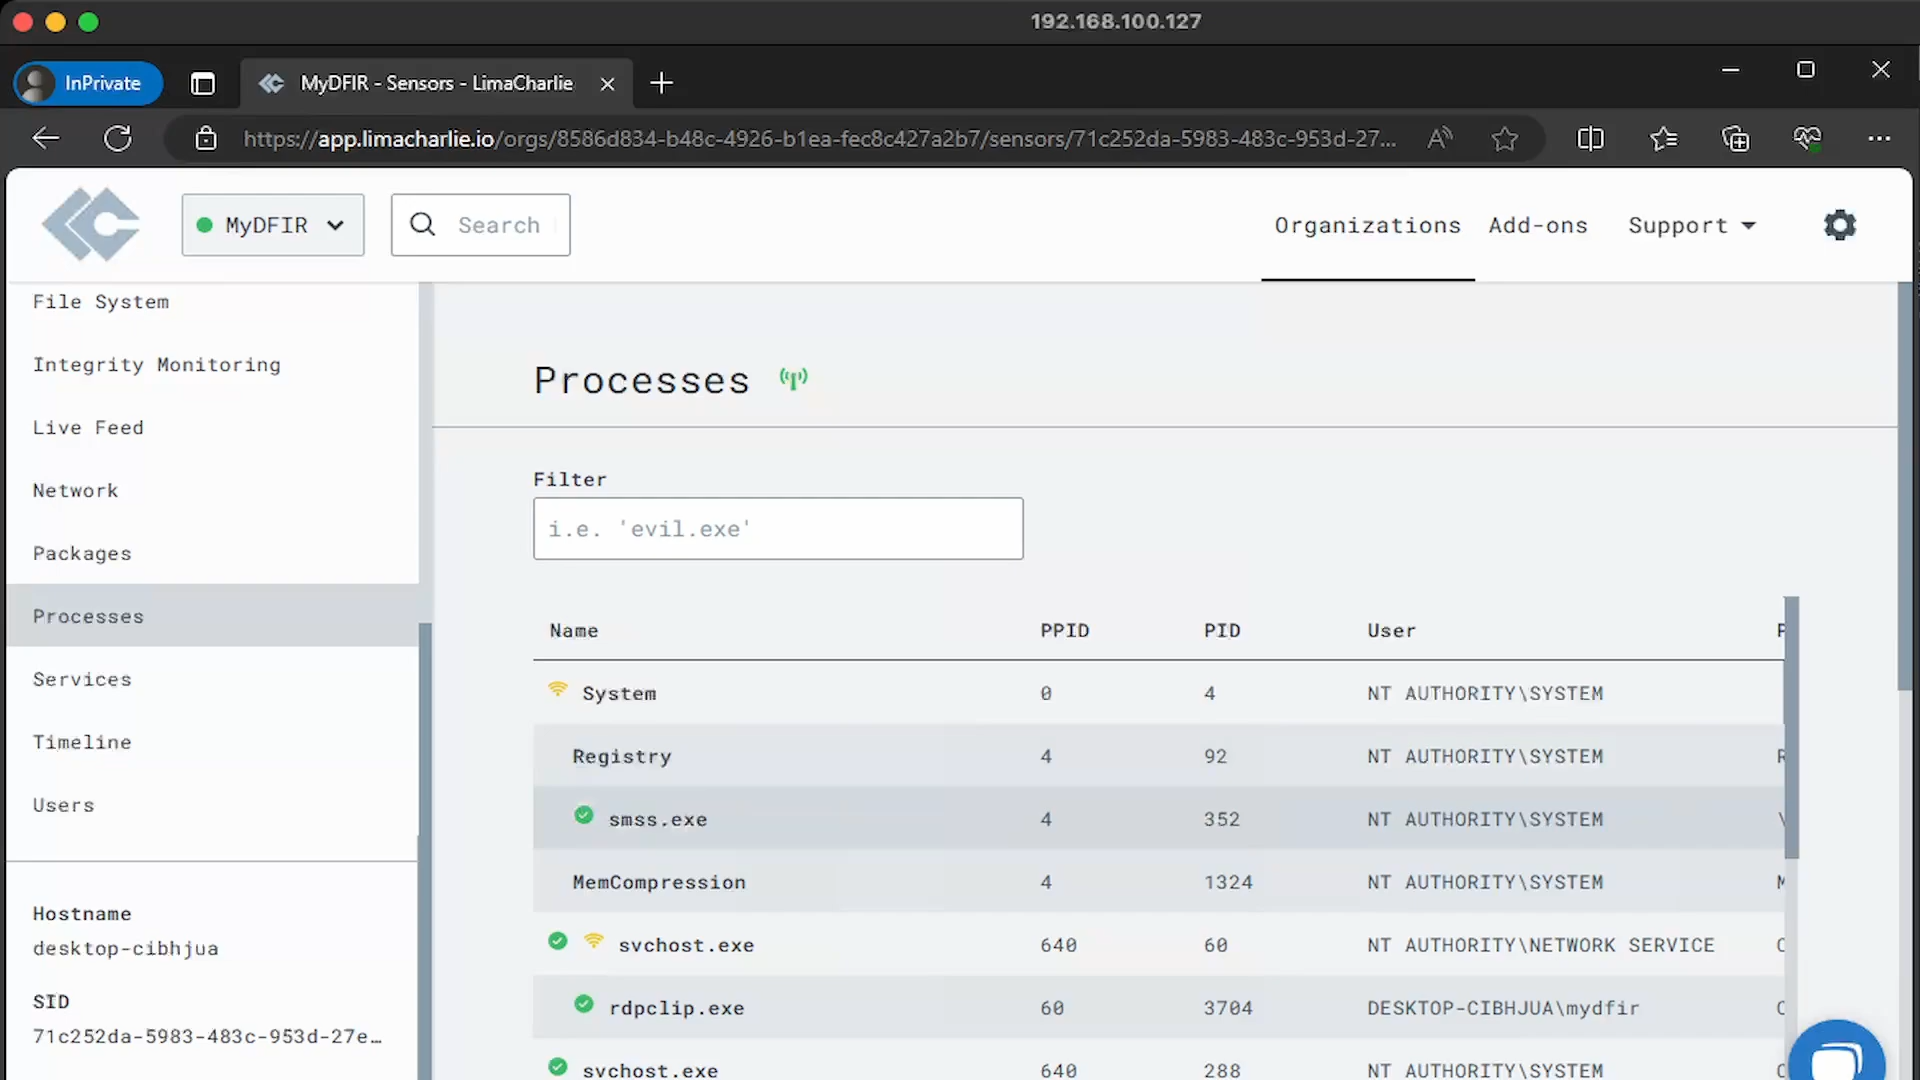 192.168.100.127
InPrivate
MyDFIR - Sensors - LimaCharlie
https://app.limacharlie.io/orgs/8586d834-b48c-4926-b1ea-fec8c427a2b7/sensors/71c252da-5983-483c-953d-27...
MyDFIR
Search
Organizations
Add-ons
Support
File System
Integrity Monitoring
Live Feed
Network
Packages
Processes
Services
Timeline
Users
Hostname
desktop-cibhjua
SID
71c252da-5983-483c-953d-27e…
Processes
Filter
i.e. 'evil.exe'
Name PPID PID User
System 0 4 NT AUTHORITY\SYSTEM
Registry 4 92 NT AUTHORITY\SYSTEM
smss.exe 4 352 NT AUTHORITY\SYSTEM
MemCompression 4 1324 NT AUTHORITY\SYSTEM
svchost.exe 640 60 NT AUTHORITY\NETWORK SERVICE
rdpclip.exe 60 3704 DESKTOP-CIBHJUA\mydfir
svchost.exe 640 288 NT AUTHORITY\SYSTEM